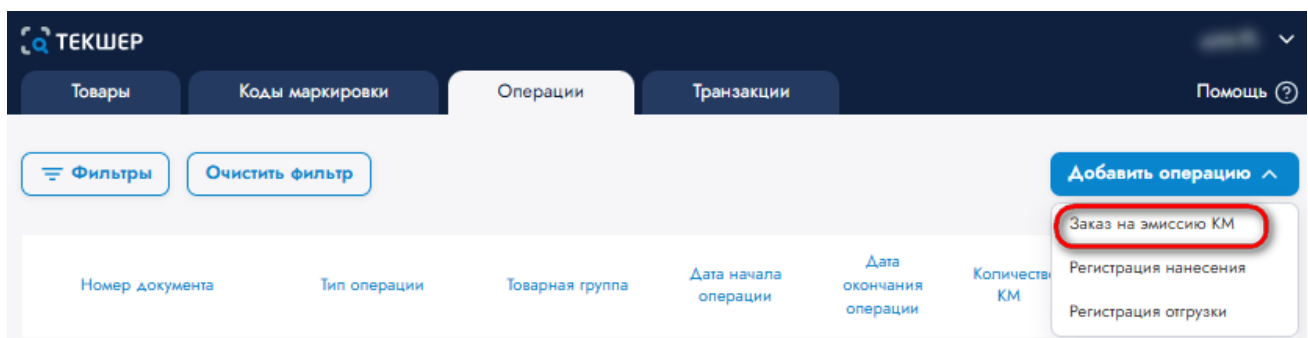 ТЕКШЕР
Товары
Коды маркировки
Операции
Транзакции
Помощь ?
Фильтры
Очистить фильтр
Добавить операцию
Заказ на эмиссию КМ
Регистрация нанесения
Регистрация отгрузки
Номер документа
Тип операции
Товарная группа
Дата начала
операции
Дата
окончания
операции
Количество
КМ